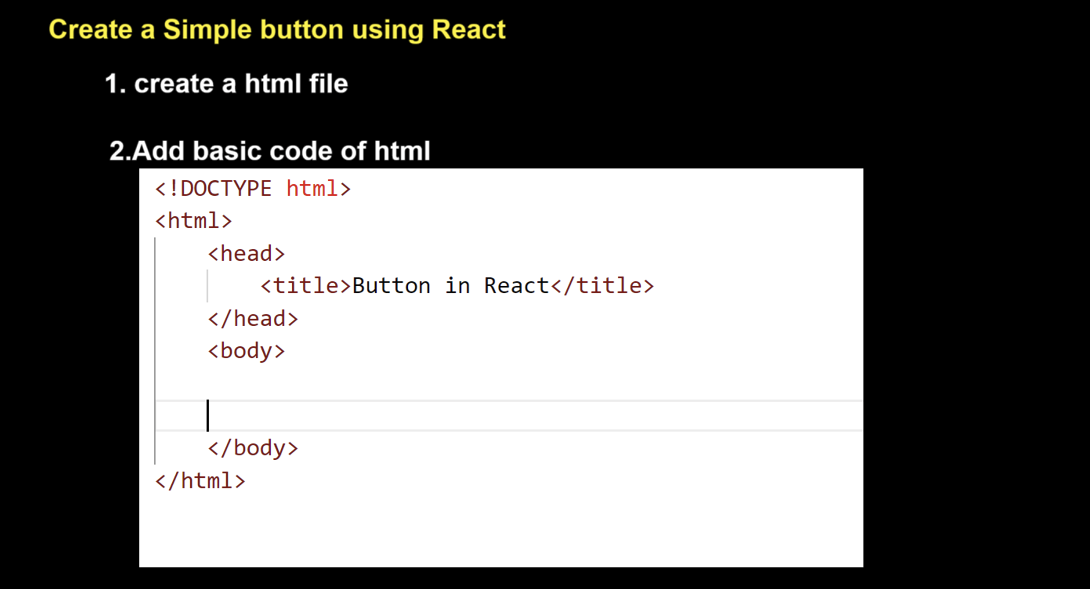 Create a Simple button using React
1. create a html file
2.Add basic code of html
<!DOCTYPE html>
<html>
<head>
<title>Button in React</title>
</head>
<body>
</body>
</html>